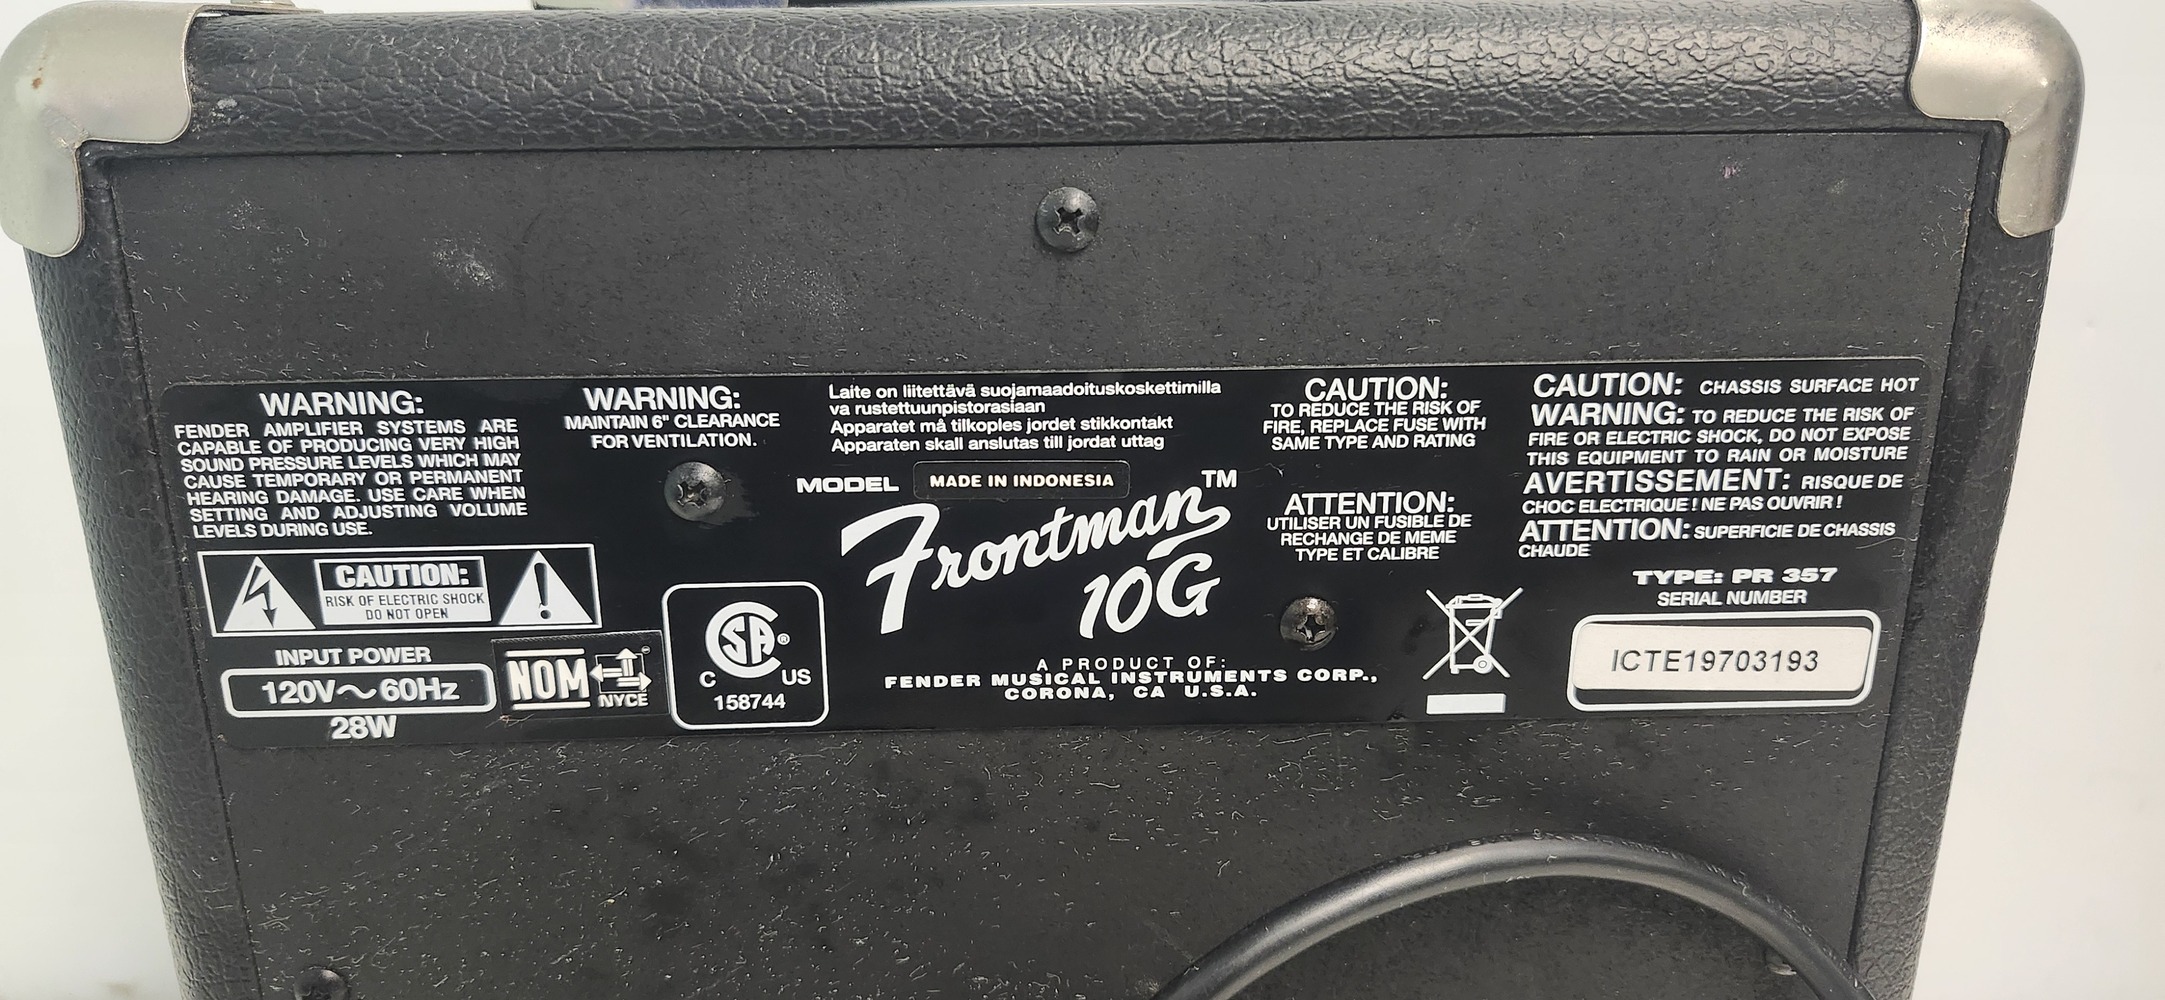 WARNING:
FENDER AMPLIFIER SYSTEMS ARE
CAPABLE OF PRODUCING VERY HIGH
SOUND PRESSURE LEVELS WHICH MAY
CAUSE TEMPORARY OR PERMANENT
HEARING DAMAGE. USE CARE WHEN
SETTING AND ADJUSTING VOLUME
LEVELS DURING USE.
CAUTION:
RISK OF ELECTRIC SHOCK
DO NOT OPEN
INPUT POWER
120V～60Hz
28W
NOM
NYCE
WARNING:
MAINTAIN 6" CLEARANCE
FOR VENTILATION.
SA ®
C US
158744
Laite on liitettävä suojamaadoituskoskettimilla
va rustettuunpistorasiaan
Apparatet må tilkoples jordet stikkontakt
Apparaten skall anslutas till jordat uttag
MODEL MADE IN INDONESIA
Frontman™
10G
A PRODUCT OF:
FENDER MUSICAL INSTRUMENTS CORP.,
CORONA, CA U.S.A.
CAUTION:
TO REDUCE THE RISK OF
FIRE, REPLACE FUSE WITH
SAME TYPE AND RATING
ATTENTION:
UTILISER UN FUSIBLE DE
RECHANGE DE MEME
TYPE ET CALIBRE
CAUTION: CHASSIS SURFACE HOT
WARNING: TO REDUCE THE RISK OF
FIRE OR ELECTRIC SHOCK, DO NOT EXPOSE
THIS EQUIPMENT TO RAIN OR MOISTURE
AVERTISSEMENT: RISQUE DE
CHOC ELECTRIQUE ! NE PAS OUVRIR !
ATTENTION: SUPERFICIE DE CHASSIS
CHAUDE
TYPE: PR 357
SERIAL NUMBER
ICTE19703193